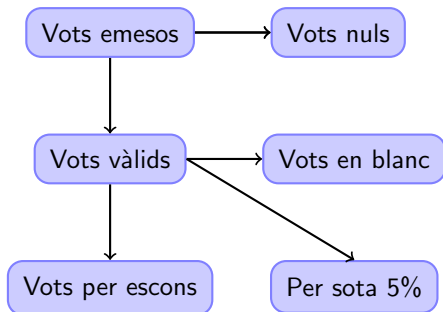 Vots emesos
Vots nuls
Vots vàlids
Vots en blanc
Vots per escons
Per sota 5%